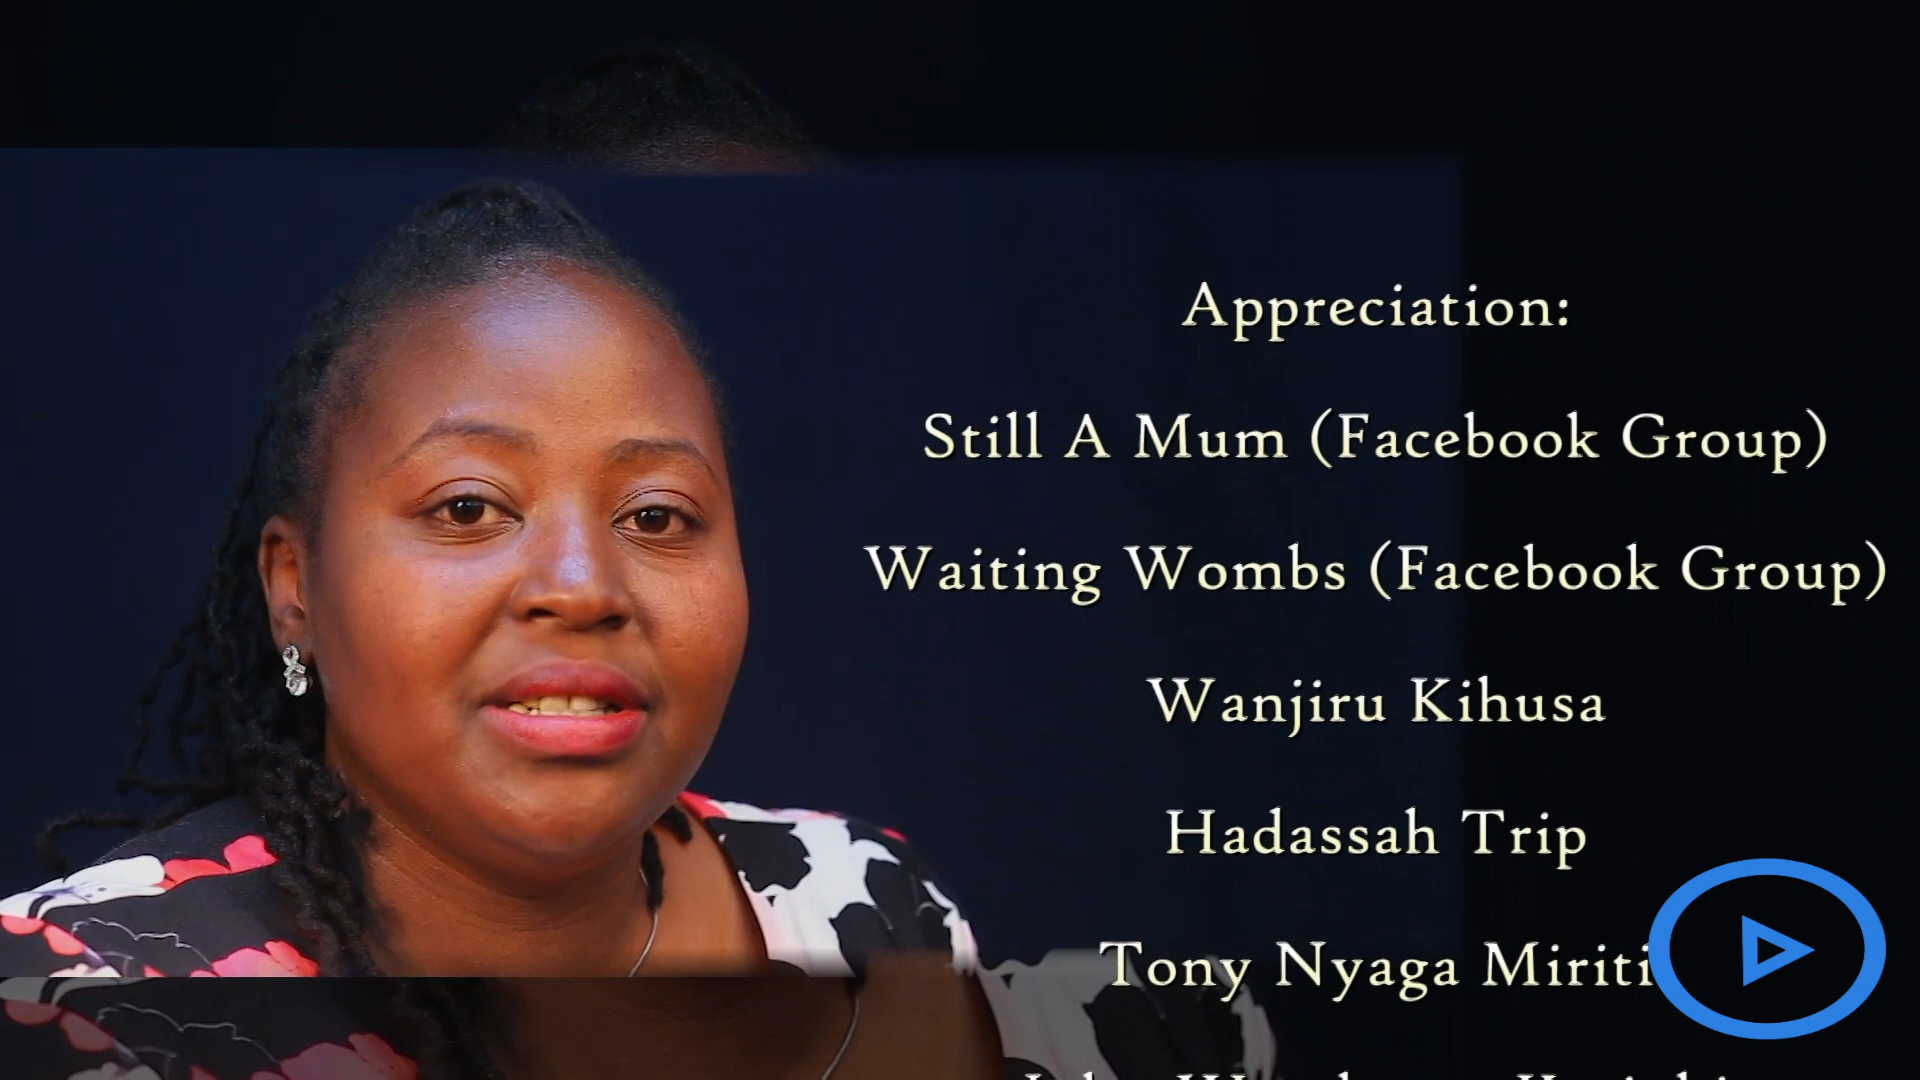 Appreciation:
Still A Mum (Facebook Group)
Waiting Wombs (Facebook Group)
Wanjiru Kihusa
Hadassah Trip
Tony Nyaga Miriti